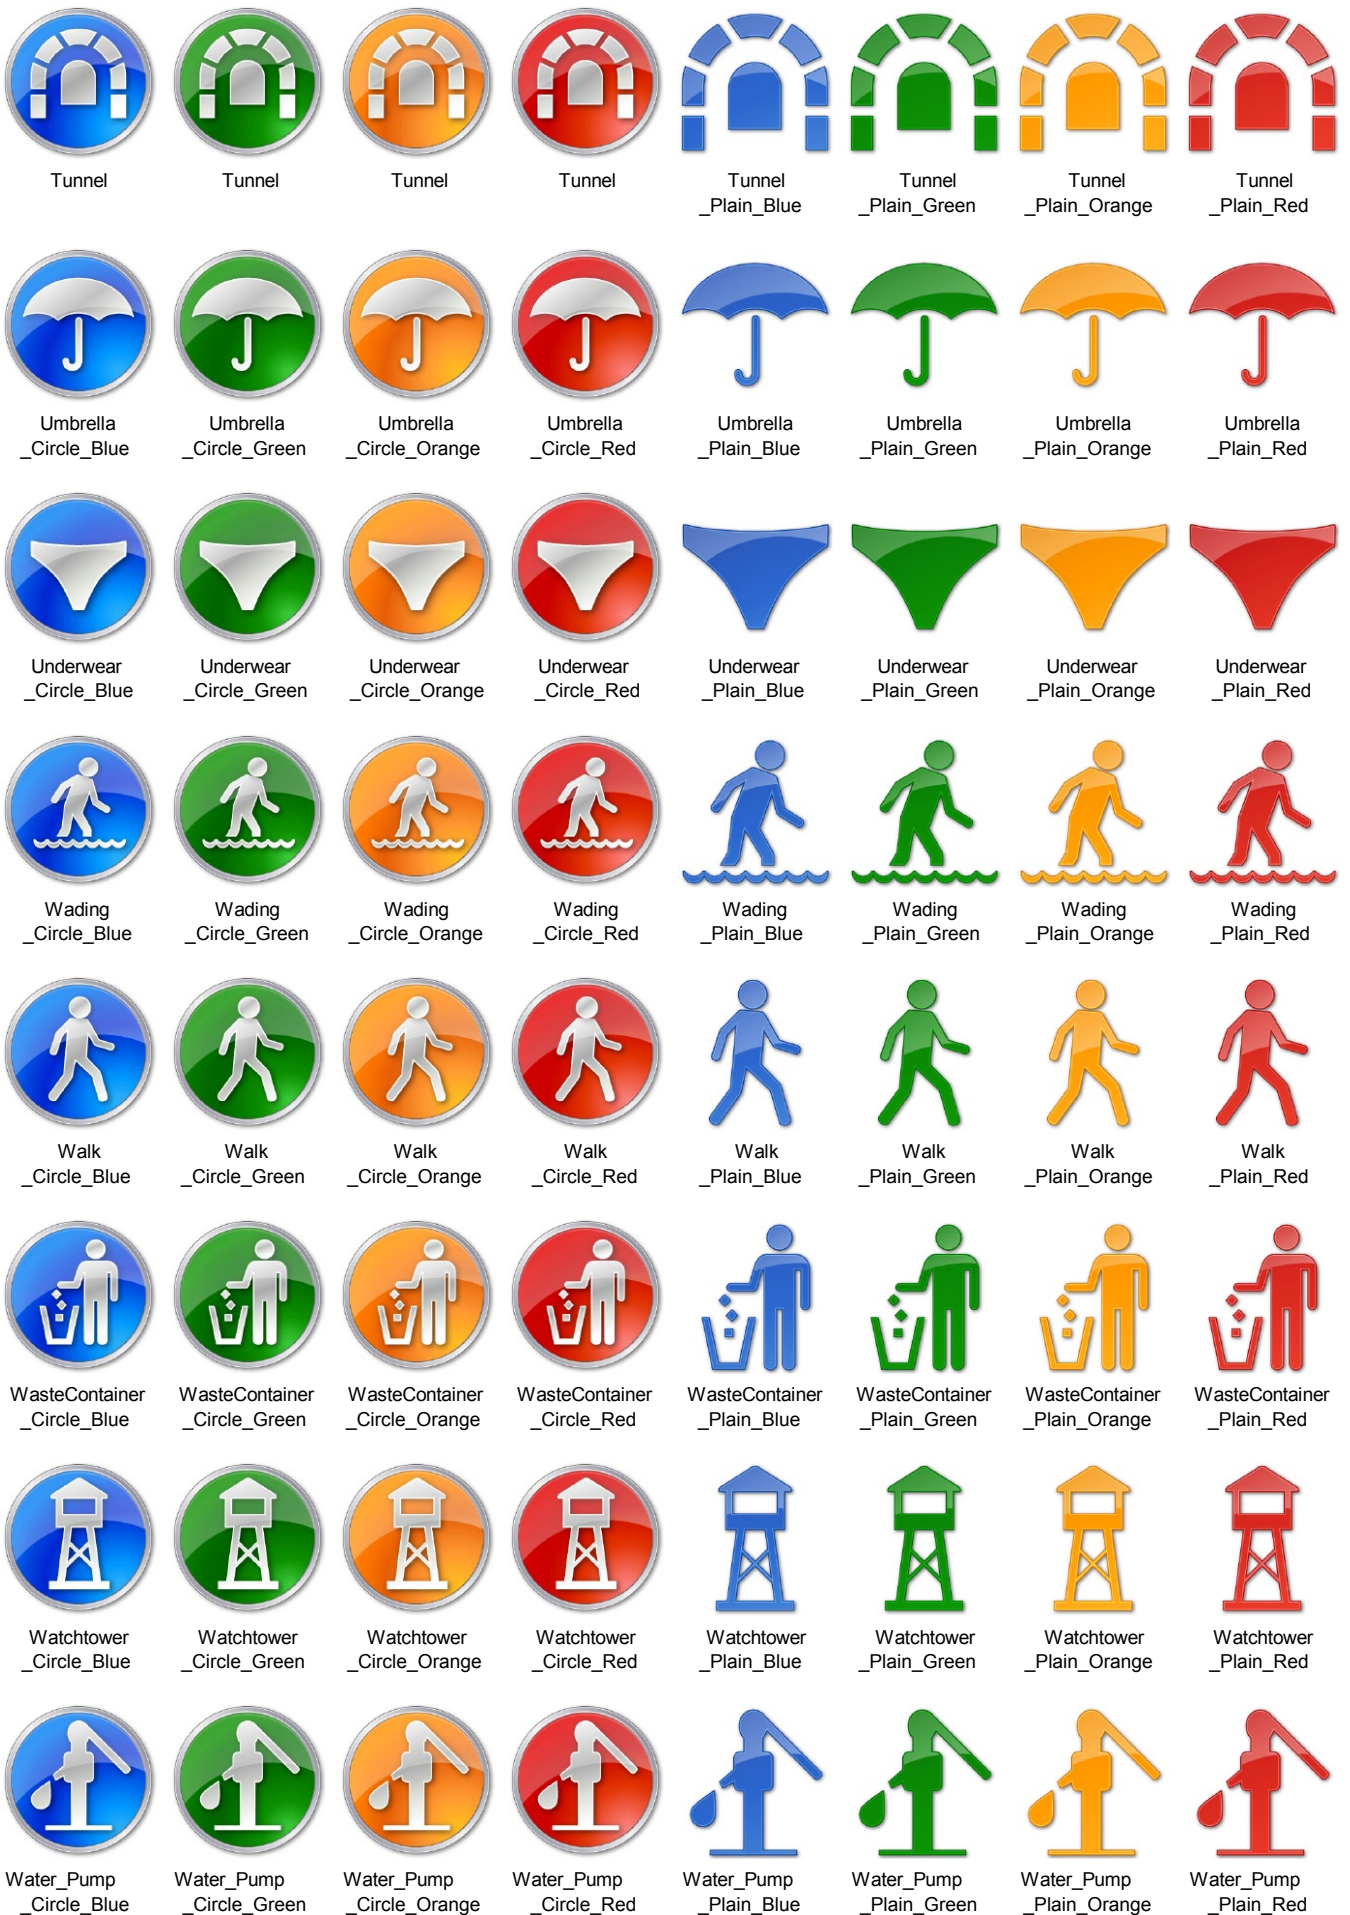 Tunnel Tunnel Tunnel Tunnel Tunnel Tunnel Tunnel Tunnel
_Plain_Blue _Plain_Green _Plain_Orange _Plain_Red
Umbrella Umbrella Umbrella Umbrella Umbrella Umbrella Umbrella Umbrella
_Circle_Blue _Circle_Green _Circle_Orange _Circle_Red _Plain_Blue _Plain_Green _Plain_Orange _Plain_Red
Underwear Underwear Underwear Underwear Underwear Underwear Underwear Underwear
_Circle_Blue _Circle_Green _Circle_Orange _Circle_Red _Plain_Blue _Plain_Green _Plain_Orange _Plain_Red
Wading Wading Wading Wading Wading Wading Wading Wading
_Circle_Blue _Circle_Green _Circle_Orange _Circle_Red _Plain_Blue _Plain_Green _Plain_Orange _Plain_Red
Walk Walk Walk Walk Walk Walk Walk Walk
_Circle_Blue _Circle_Green _Circle_Orange _Circle_Red _Plain_Blue _Plain_Green _Plain_Orange _Plain_Red
WasteContainer WasteContainer WasteContainer WasteContainer WasteContainer WasteContainer WasteContainer WasteContainer
_Circle_Blue _Circle_Green _Circle_Orange _Circle_Red _Plain_Blue _Plain_Green _Plain_Orange _Plain_Red
Watchtower Watchtower Watchtower Watchtower Watchtower Watchtower Watchtower Watchtower
_Circle_Blue _Circle_Green _Circle_Orange _Circle_Red _Plain_Blue _Plain_Green _Plain_Orange _Plain_Red
Water_Pump Water_Pump Water_Pump Water_Pump Water_Pump Water_Pump Water_Pump Water_Pump
_Circle_Blue _Circle_Green _Circle_Orange _Circle_Red _Plain_Blue _Plain_Green _Plain_Orange _Plain_Red